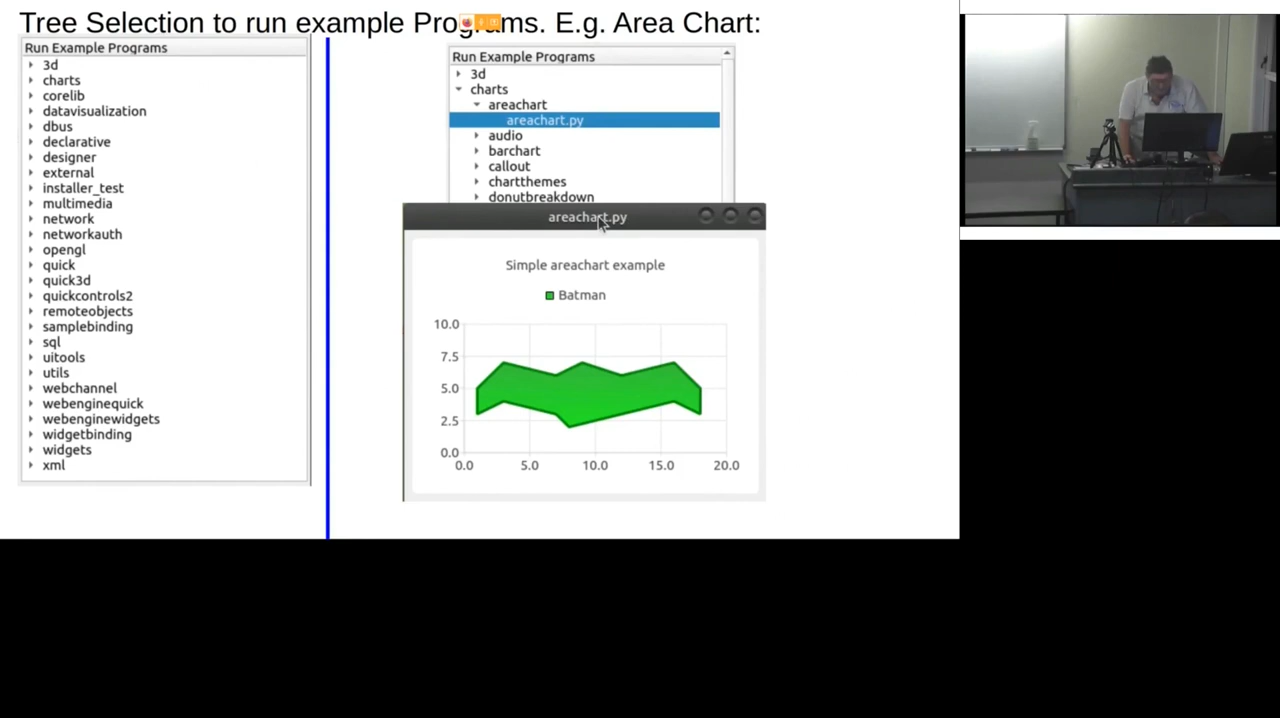 Tree Selection to run example Programs. E.g. Area Chart:
Run Example Programs
3d
charts
corelib
datavisualization
dbus
declarative
designer
external
installer_test
multimedia
network
networkauth
opengl
quick
quick3d
quickcontrols2
remoteobjects
samplebinding
sql
uitools
utils
webchannel
webenginequick
webenginewidgets
widgetbinding
widgets
xml
Run Example Programs
3d
charts
areachart
areachart.py
audio
barchart
callout
chartthemes
donutbreakdown
areachart.py
Simple areachart example
Batman
10.0
7.5
5.0
2.5
0.0
0.0 5.0 10.0 15.0 20.0